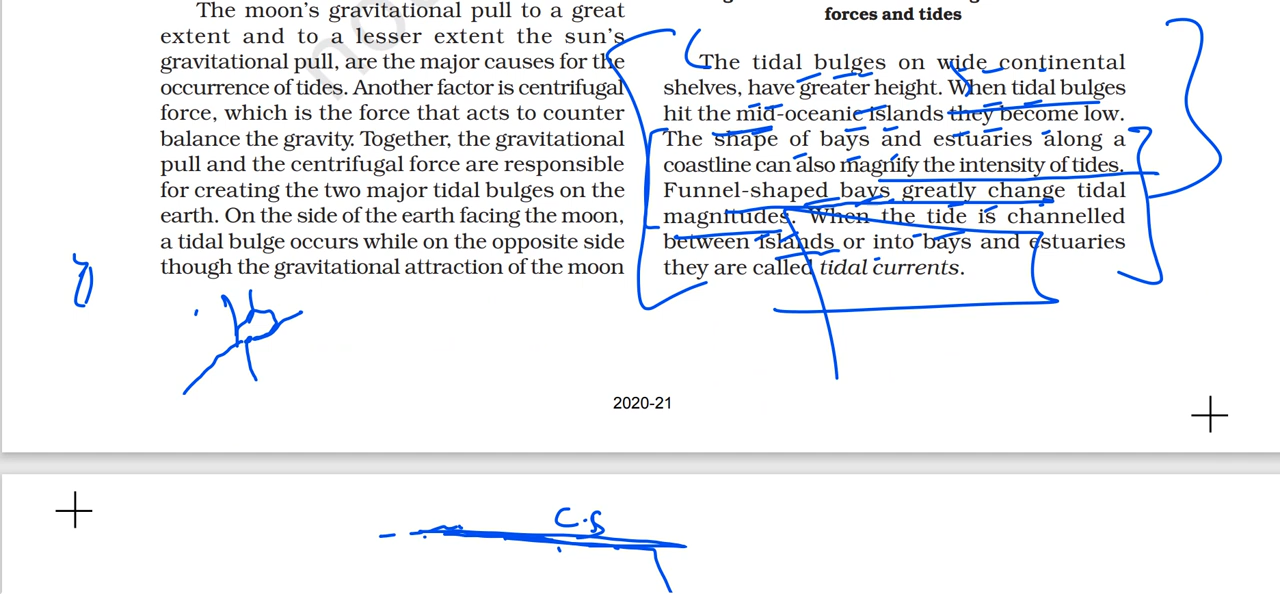 The moon's gravitational pull to a great
extent and to a lesser extent the sun's
gravitational pull, are the major causes for the
occurrence of tides. Another factor is centrifugal
force, which is the force that acts to counter
balance the gravity. Together, the gravitational
pull and the centrifugal force are responsible
for creating the two major tidal bulges on the
earth. On the side of the earth facing the moon,
a tidal bulge occurs while on the opposite side
though the gravitational attraction of the moon
forces and tides
The tidal bulges on wide continental
shelves, have greater height. When tidal bulges
hit the mid-oceanic islands they become low.
The shape of bays and estuaries along a
coastline can also magnify the intensity of tides.
Funnel-shaped bays greatly change tidal
magnitudes. When the tide is channelled
between islands or into bays and estuaries
they are called tidal currents.
2020-21
C.S